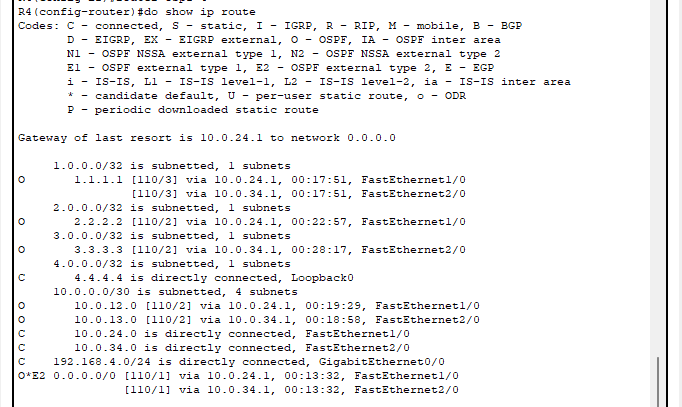 R4(config-router)#do show ip route
Codes: C - connected, S - static, I - IGRP, R - RIP, M - mobile, B - BGP
       D - EIGRP, EX - EIGRP external, O - OSPF, IA - OSPF inter area
       N1 - OSPF NSSA external type 1, N2 - OSPF NSSA external type 2
       E1 - OSPF external type 1, E2 - OSPF external type 2, E - EGP
       i - IS-IS, L1 - IS-IS level-1, L2 - IS-IS level-2, ia - IS-IS inter area
       * - candidate default, U - per-user static route, o - ODR
       P - periodic downloaded static route

Gateway of last resort is 10.0.24.1 to network 0.0.0.0

     1.0.0.0/32 is subnetted, 1 subnets
O       1.1.1.1 [110/3] via 10.0.24.1, 00:17:51, FastEthernet1/0
                [110/3] via 10.0.34.1, 00:17:51, FastEthernet2/0
     2.0.0.0/32 is subnetted, 1 subnets
O       2.2.2.2 [110/2] via 10.0.24.1, 00:22:57, FastEthernet1/0
     3.0.0.0/32 is subnetted, 1 subnets
O       3.3.3.3 [110/2] via 10.0.34.1, 00:28:17, FastEthernet2/0
     4.0.0.0/32 is subnetted, 1 subnets
C       4.4.4.4 is directly connected, Loopback0
     10.0.0.0/30 is subnetted, 4 subnets
O       10.0.12.0 [110/2] via 10.0.24.1, 00:19:29, FastEthernet1/0
O       10.0.13.0 [110/2] via 10.0.34.1, 00:18:58, FastEthernet2/0
C       10.0.24.0 is directly connected, FastEthernet1/0
C       10.0.34.0 is directly connected, FastEthernet2/0
C    192.168.4.0/24 is directly connected, GigabitEthernet0/0
O*E2 0.0.0.0/0 [110/1] via 10.0.24.1, 00:13:32, FastEthernet1/0
               [110/1] via 10.0.34.1, 00:13:32, FastEthernet2/0